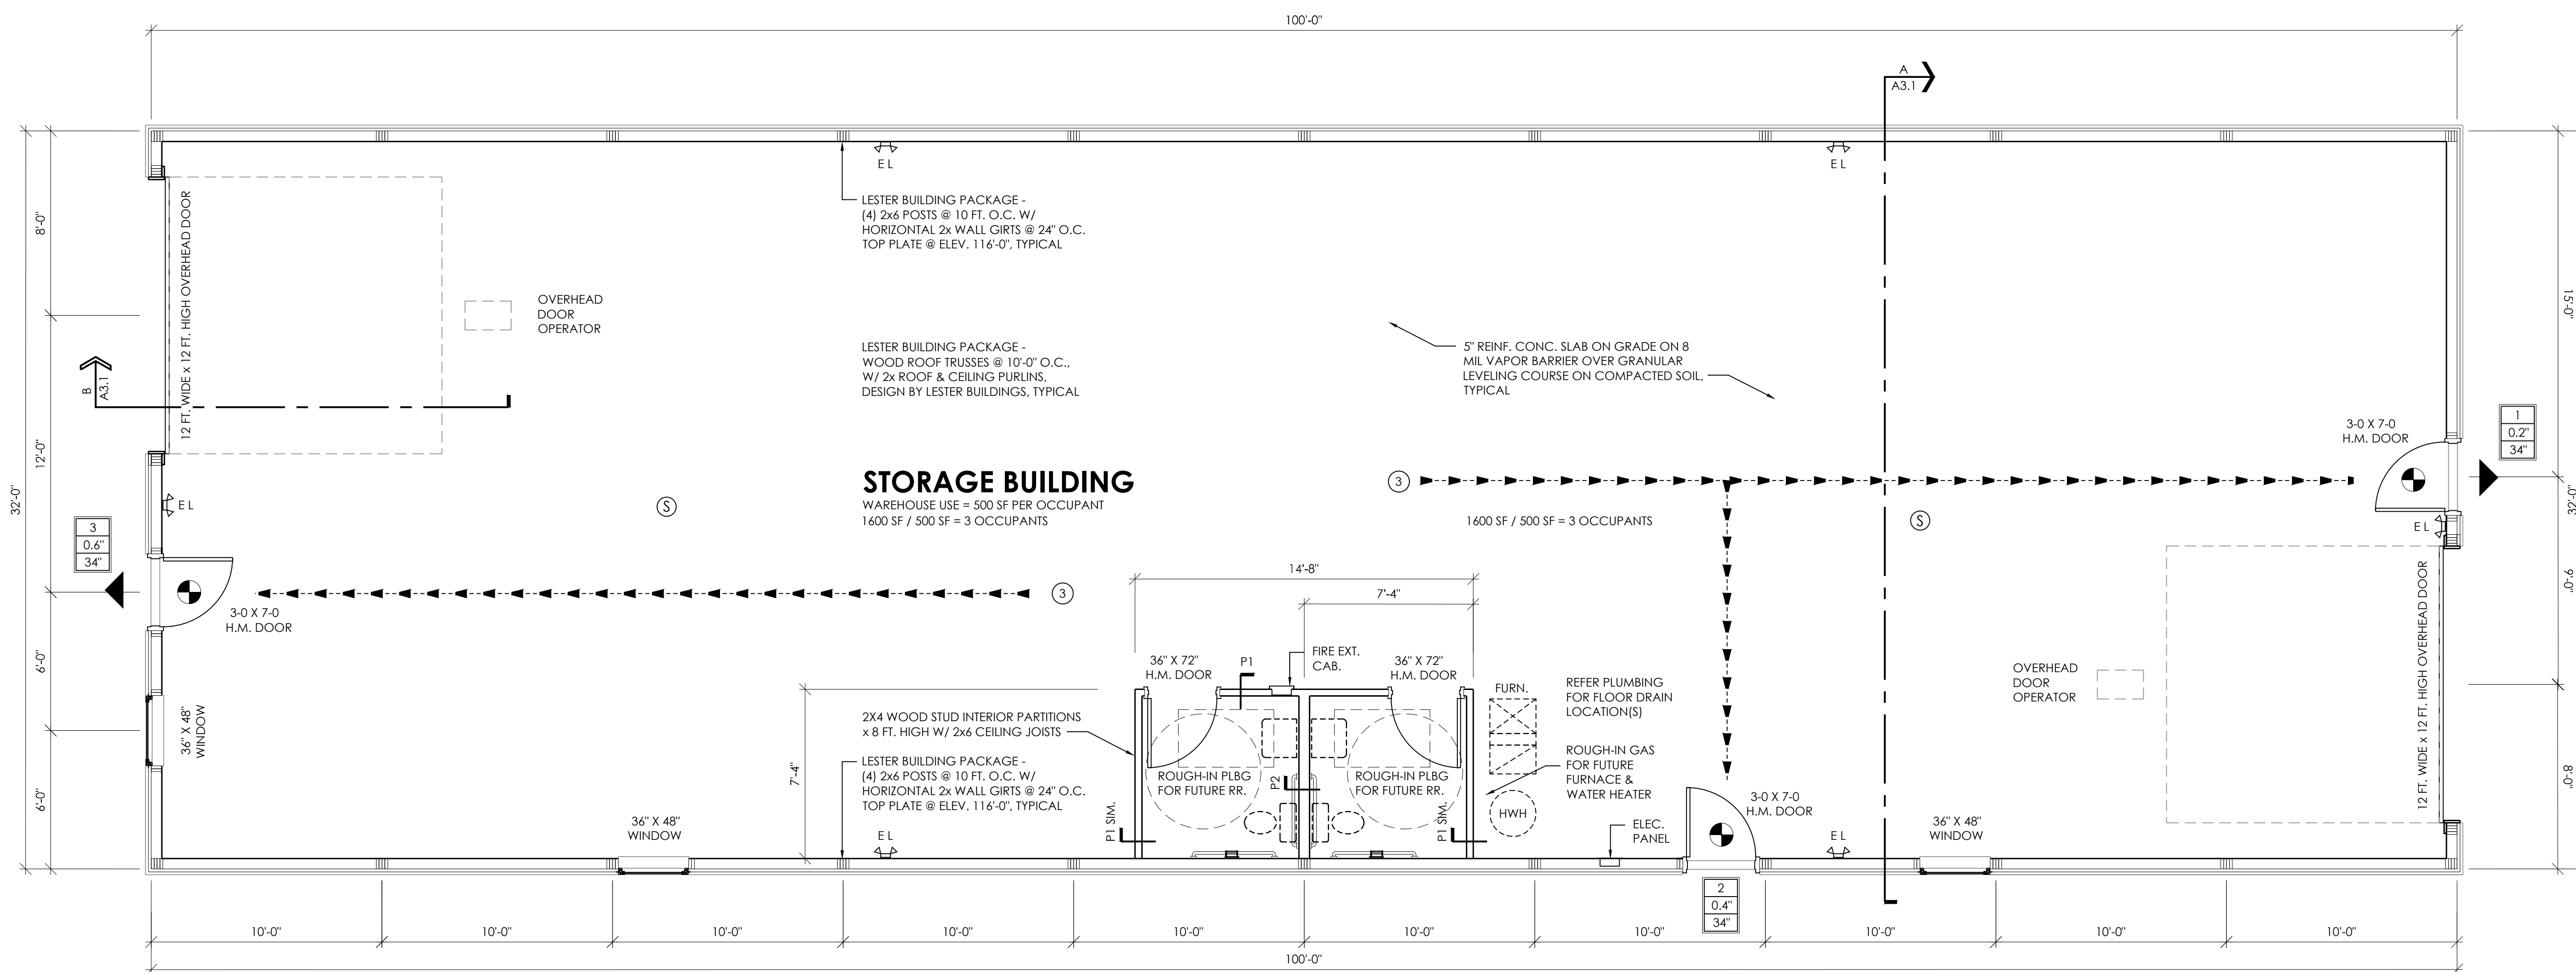 100'-0"
A
A3.1
E L
E L
LESTER BUILDING PACKAGE -
(4) 2x6 POSTS @ 10 FT. O.C. W/
HORIZONTAL 2x WALL GIRTS @ 24" O.C.
TOP PLATE @ ELEV. 116'-0", TYPICAL
8'-0"
12 FT. WIDE x 12 FT. HIGH OVERHEAD DOOR
OVERHEAD
DOOR
OPERATOR
15'-0"
LESTER BUILDING PACKAGE -
WOOD ROOF TRUSSES @ 10'-0" O.C.,
W/ 2x ROOF & CEILING PURLINS,
DESIGN BY LESTER BUILDINGS, TYPICAL
5" REINF. CONC. SLAB ON GRADE ON 8
MIL VAPOR BARRIER OVER GRANULAR
LEVELING COURSE ON COMPACTED SOIL,
TYPICAL
B
A3.1
12'-0"
32'-0"
3-0 X 7-0
H.M. DOOR
1
0.2"
34"
STORAGE BUILDING
WAREHOUSE USE = 500 SF PER OCCUPANT
1600 SF / 500 SF = 3 OCCUPANTS
3
1600 SF / 500 SF = 3 OCCUPANTS
S
S
E L
E L
32'-0"
3
0.6"
34"
3
3-0 X 7-0
H.M. DOOR
14'-8"
7'-4"
9'-0"
12 FT. WIDE x 12 FT. HIGH OVERHEAD DOOR
6'-0"
36" X 72"
H.M. DOOR
P1
FIRE EXT.
CAB.
36" X 72"
H.M. DOOR
FURN.
REFER PLUMBING
FOR FLOOR DRAIN
LOCATION(S)
OVERHEAD
DOOR
OPERATOR
36" X 48"
WINDOW
2X4 WOOD STUD INTERIOR PARTITIONS
x 8 FT. HIGH W/ 2x6 CEILING JOISTS
LESTER BUILDING PACKAGE -
(4) 2x6 POSTS @ 10 FT. O.C. W/
HORIZONTAL 2x WALL GIRTS @ 24" O.C.
TOP PLATE @ ELEV. 116'-0", TYPICAL
7'-4"
ROUGH-IN PLBG
FOR FUTURE RR.
P2
ROUGH-IN PLBG
FOR FUTURE RR.
ROUGH-IN GAS
FOR FUTURE
FURNACE &
WATER HEATER
8'-0"
6'-0"
P1 SIM.
P1 SIM.
HWH
3-0 X 7-0
H.M. DOOR
36" X 48"
WINDOW
E L
ELEC.
PANEL
E L
36" X 48"
WINDOW
2
0.4"
34"
10'-0"
10'-0"
10'-0"
10'-0"
10'-0"
10'-0"
10'-0"
10'-0"
10'-0"
10'-0"
100'-0"